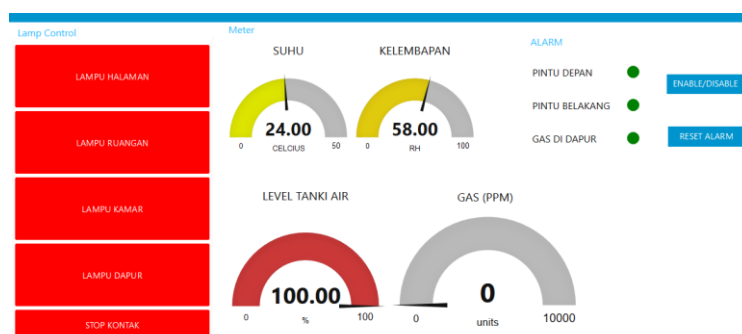 Lamp Control
LAMPU HALAMAN
LAMPU RUANGAN
LAMPU KAMAR
LAMPU DAPUR
STOP KONTAK
Meter
SUHU
24.00
0
CELCIUS
50
KELEMBAPAN
58.00
0
RH
100
LEVEL TANKI AIR
100.00
0
%
100
GAS (PPM)
0
0
units
10000
ALARM
PINTU DEPAN
PINTU BELAKANG
GAS DI DAPUR
ENABLE/DISABLE
RESET ALARM